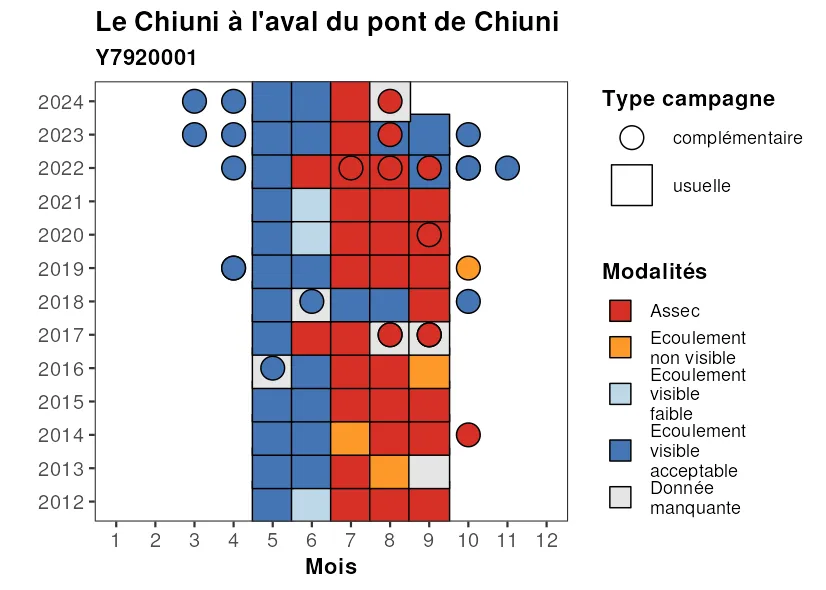 Le Chiuni à l'aval du pont de Chiuni
Y7920001
2024
2023
2022
2021
2020
2019
2018
2017
2016
2015
2014
2013
2012
1 2 3 4 5 6 7 8 9 10 11 12
Mois
Type campagne
complémentaire
usuelle
Modalités
Assec
Ecoulement
non visible
Ecoulement
visible
faible
Ecoulement
visible
acceptable
Donnée
manquante